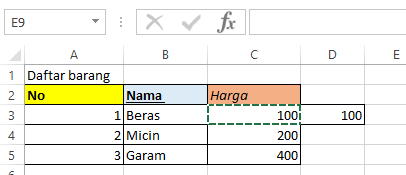 E9 fx
A B C D E
1 Daftar barang
2 No Nama Harga
3 1 Beras 100 100
4 2 Micin 200
5 3 Garam 400